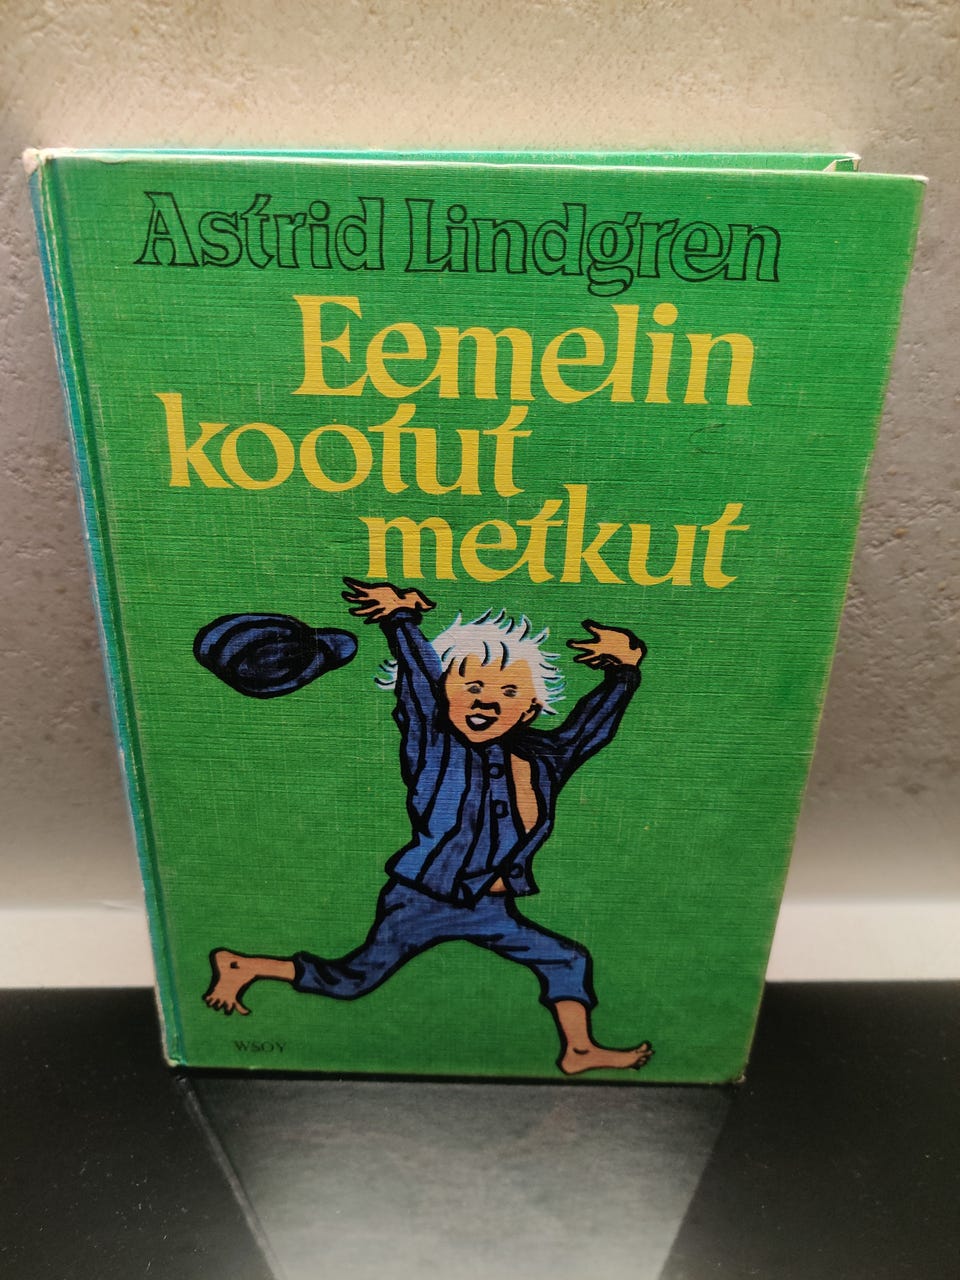 Astrid Lindgren
Eemelin
kootut
metkut
WSOY